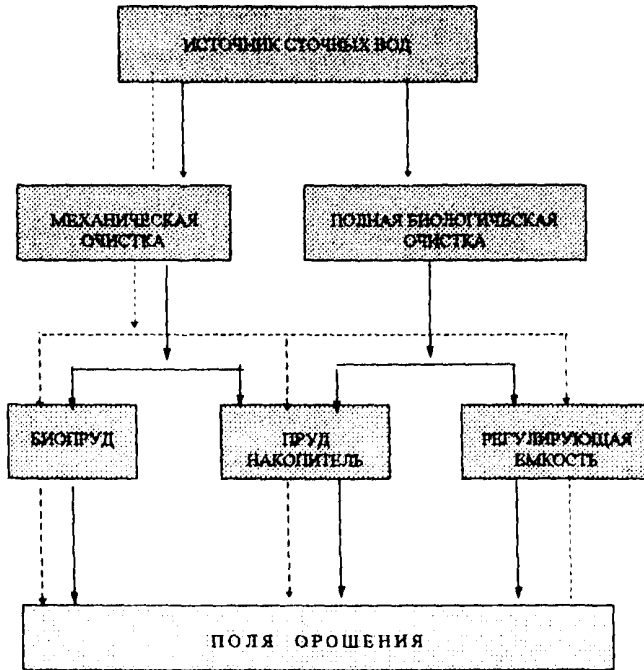 ИСТОЧНИК СТОЧНЫХ ВОД
МЕХАНИЧЕСКАЯ
ОЧИСТКА
ПОЛНАЯ БИОЛОГИЧЕСКАЯ
ОЧИСТКА
БИОПРУД
ПРУД
НАКОПИТЕЛЬ
РЕГУЛИРУЮЩАЯ
ЕМКОСТЬ
ПОЛЯ ОРОШЕНИЯ